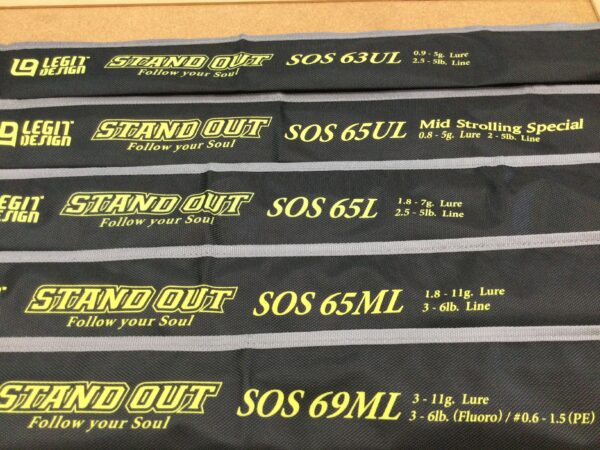 LEGIT DESIGN STAND OUT Follow your Soul SOS 63UL 0.9 - 5g. Lure
2.5 - 5lb. Line
LEGIT DESIGN STAND OUT Follow your Soul SOS 65UL Mid Strolling Special
0.8 - 5g. Lure 2 - 5lb. Line
LEGIT DESIGN STAND OUT Follow your Soul SOS 65L 1.8 - 7g. Lure
2.5 - 5lb. Line
STAND OUT Follow your Soul SOS 65ML 1.8 - 11g. Lure
3 - 6lb. Line
STAND OUT Follow your Soul SOS 69ML 3 - 11g. Lure
3 - 6lb. (Fluoro) / #0.6 - 1.5 (PE)